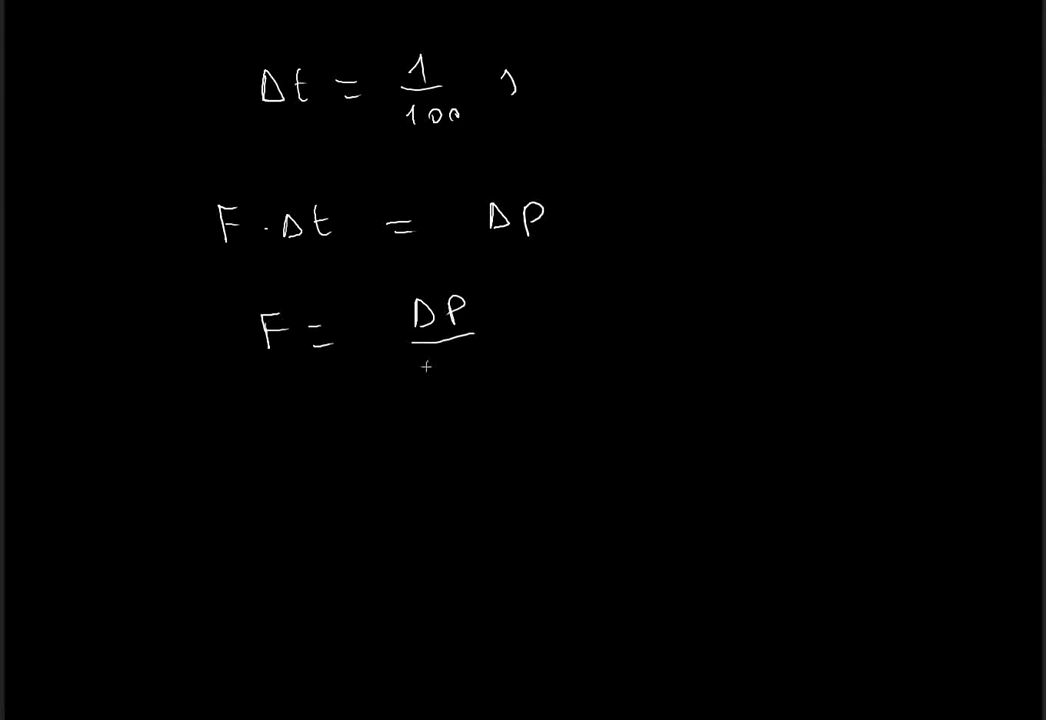 Δt = 1/100 s
F . Δt = ΔP
F = ΔP/